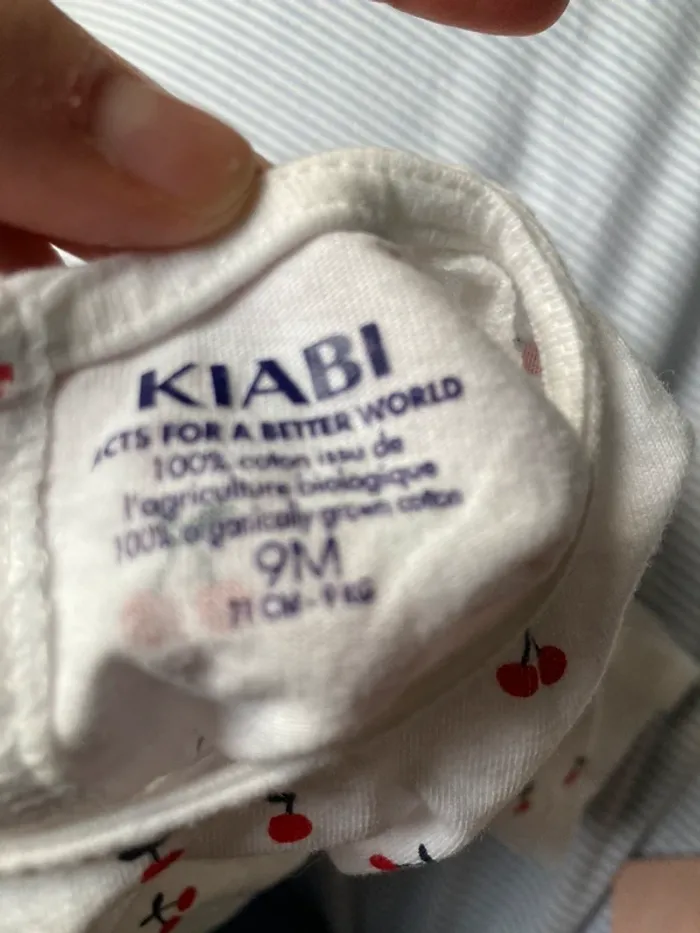 KIABI
ACTS FOR A BETTER WORLD
100% coton issu de
l'agriculture biologique
100% organically grown cotton
9M
71 CM - 9 KG